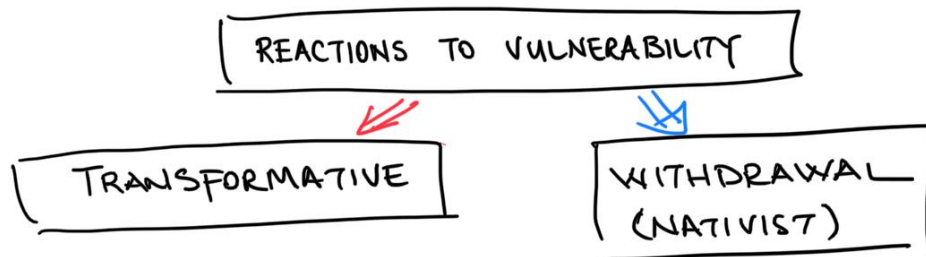 REACTIONS TO VULNERABILITY
TRANSFORMATIVE
WITHDRAWAL
(NATIVIST)